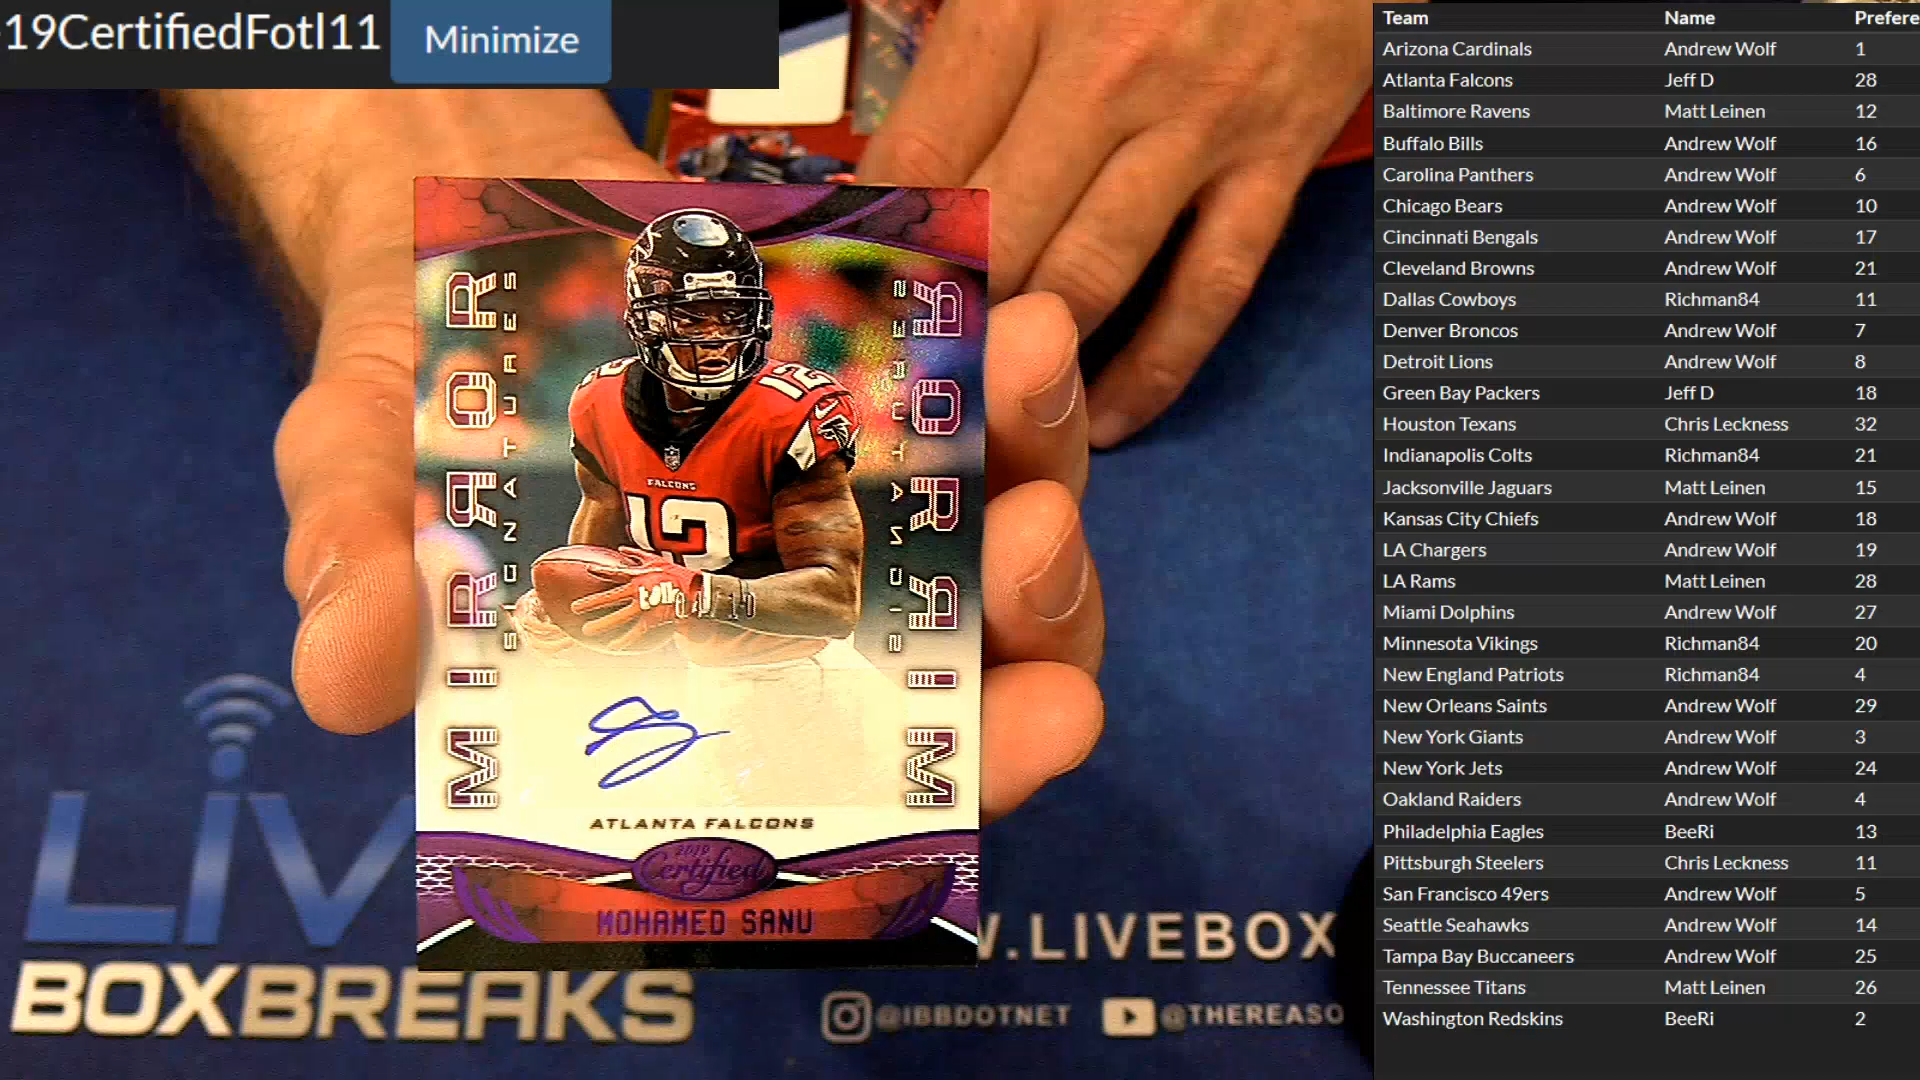 19CertifiedFotl11
Minimize
MIRROR
SIGNATURES
MIRROR
SIGNATURES
12
12
FALCONS
12
ATLANTA FALCONS
2019
Certified
MOHAMED SANU
LIV
BOXBREAKS
W.LIVEBOX
@IBBDOTNET
@THEREASO
Team Name Prefere
Arizona Cardinals Andrew Wolf 1
Atlanta Falcons Jeff D 28
Baltimore Ravens Matt Leinen 12
Buffalo Bills Andrew Wolf 16
Carolina Panthers Andrew Wolf 6
Chicago Bears Andrew Wolf 10
Cincinnati Bengals Andrew Wolf 17
Cleveland Browns Andrew Wolf 21
Dallas Cowboys Richman84 11
Denver Broncos Andrew Wolf 7
Detroit Lions Andrew Wolf 8
Green Bay Packers Jeff D 18
Houston Texans Chris Leckness 32
Indianapolis Colts Richman84 21
Jacksonville Jaguars Matt Leinen 15
Kansas City Chiefs Andrew Wolf 18
LA Chargers Andrew Wolf 19
LA Rams Matt Leinen 28
Miami Dolphins Andrew Wolf 27
Minnesota Vikings Richman84 20
New England Patriots Richman84 4
New Orleans Saints Andrew Wolf 29
New York Giants Andrew Wolf 3
New York Jets Andrew Wolf 24
Oakland Raiders Andrew Wolf 4
Philadelphia Eagles BeeRi 13
Pittsburgh Steelers Chris Leckness 11
San Francisco 49ers Andrew Wolf 5
Seattle Seahawks Andrew Wolf 14
Tampa Bay Buccaneers Andrew Wolf 25
Tennessee Titans Matt Leinen 26
Washington Redskins BeeRi 2